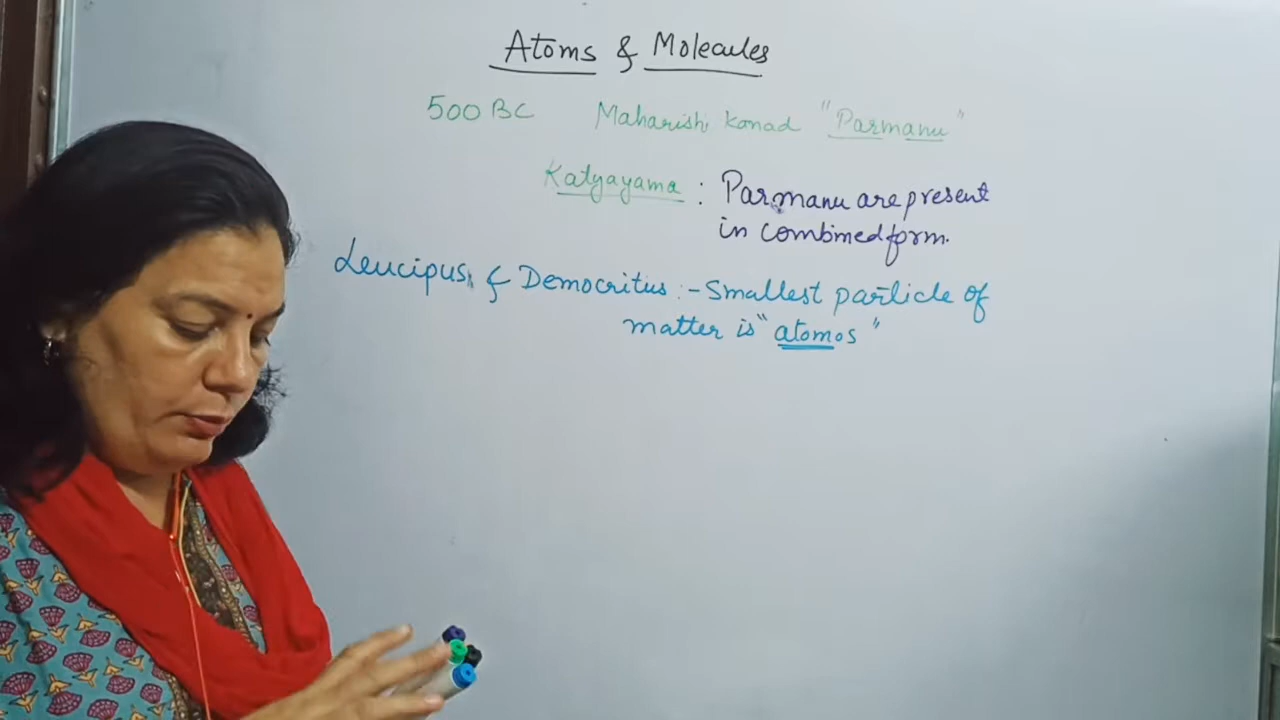 Atoms & Molecules
500 BC Maharishi Kanad "Parmanu"
Katyayama : Parmanu are present
in combined form.
Leucipus & Democritus :- Smallest particle of
matter is "atomos"